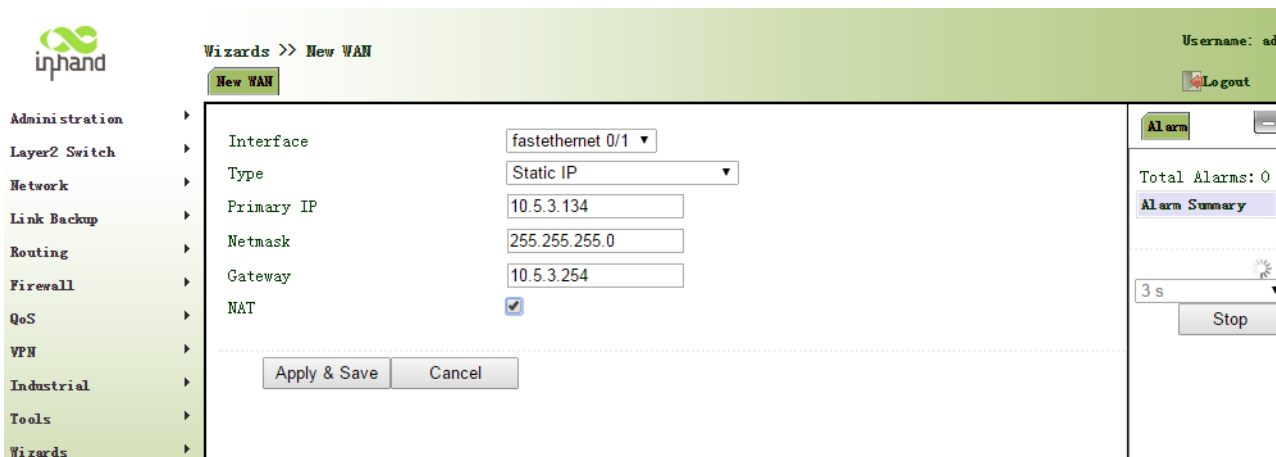 inhand
Wizards >> New WAN
Username: ad
New WAN
Logout
Administration
Layer2 Switch
Network
Link Backup
Routing
Firewall
QoS
VPN
Industrial
Tools
Wizards
Interface
fastethernet 0/1
Type
Static IP
Primary IP
10.5.3.134
Netmask
255.255.255.0
Gateway
10.5.3.254
NAT
Apply & Save
Cancel
Alarm
Total Alarms: 0
Alarm Summary
3 s
Stop